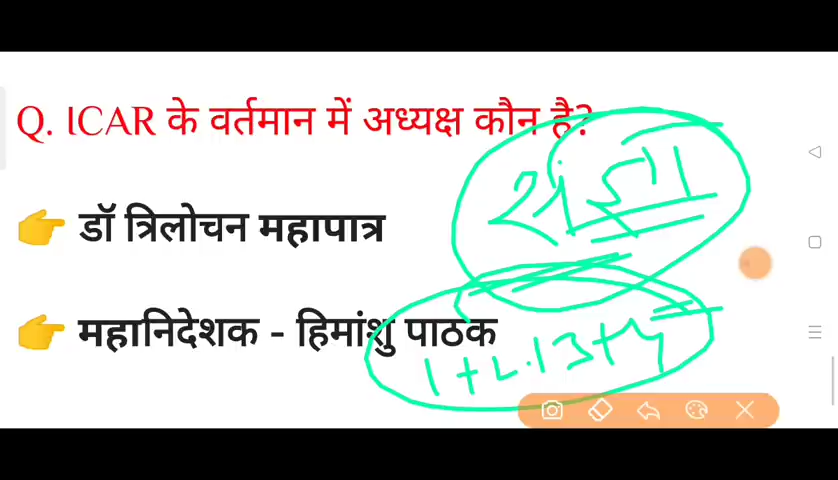 Q. ICAR के वर्तमान में अध्यक्ष कौन है?
👉 डॉ त्रिलोचन महापात्र
👉 महानिदेशक - हिमांशु पाठक